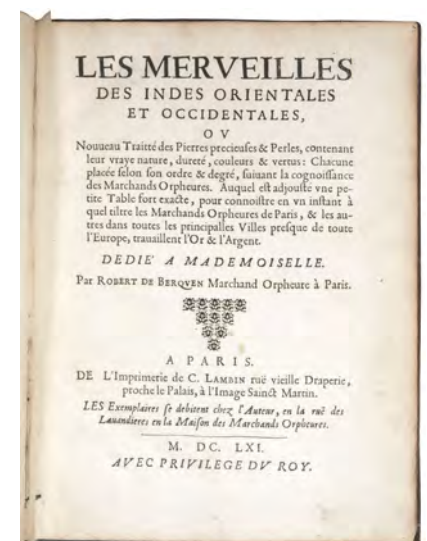 LES MERVEILLES
DES INDES ORIENTALES
ET OCCIDENTALES,
OV
Nouueau Traitté des Pierres precieuses & Perles, contenant
leur vraye nature, dureté, couleurs & vertus: Chacune
placée selon son ordre & degré, suiuant la cognoissance
des Marchands Orpheures. Auquel est adjousté vne pe-
tite Table fort exacte, pour connoistre en vn instant à
quel tiltre les Marchands Orpheures de Paris, & les au-
tres dans toutes les principalles Villes presque de toute
l'Europe, trauaillent l'Or & l'Argent.
DEDIE' A MADEMOISELLE.
Par ROBERT DE BERQVEN Marchand Orpheure à Paris.
A PARIS.
DE L'Imprimerie de C. LAMBIN ruë vieille Draperie,
proche le Palais, à l'Image Sainct Martin.
LES Exemplaires se debitent chez l'Auteur, en la ruë des
Lauandieres en la Maison des Marchands Orpheures.
M. DC. LXI.
AVEC PRIVILEGE DV ROY.